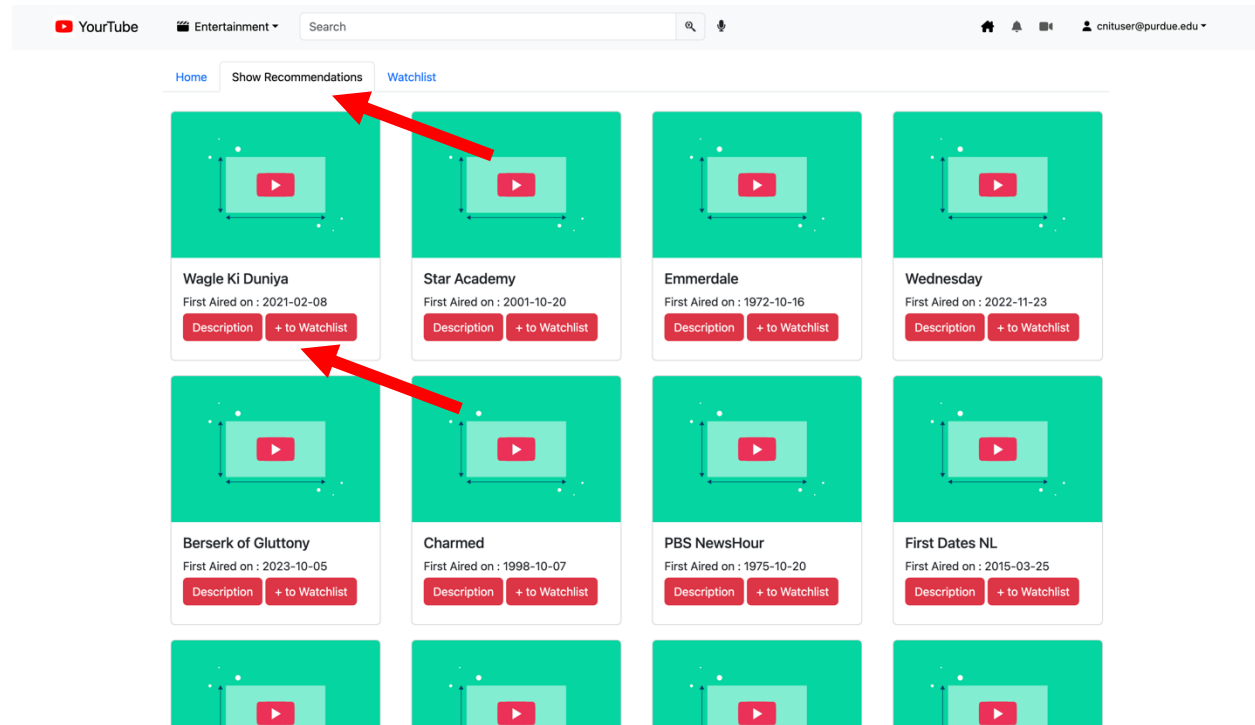 YourTube Entertainment Search cnituser@purdue.edu
Home Show Recommendations Watchlist
Wagle Ki Duniya Star Academy Emmerdale Wednesday
First Aired on : 2021-02-08 First Aired on : 2001-10-20 First Aired on : 1972-10-16 First Aired on : 2022-11-23
Description + to Watchlist Description + to Watchlist Description + to Watchlist Description + to Watchlist
Berserk of Gluttony Charmed PBS NewsHour First Dates NL
First Aired on : 2023-10-05 First Aired on : 1998-10-07 First Aired on : 1975-10-20 First Aired on : 2015-03-25
Description + to Watchlist Description + to Watchlist Description + to Watchlist Description + to Watchlist